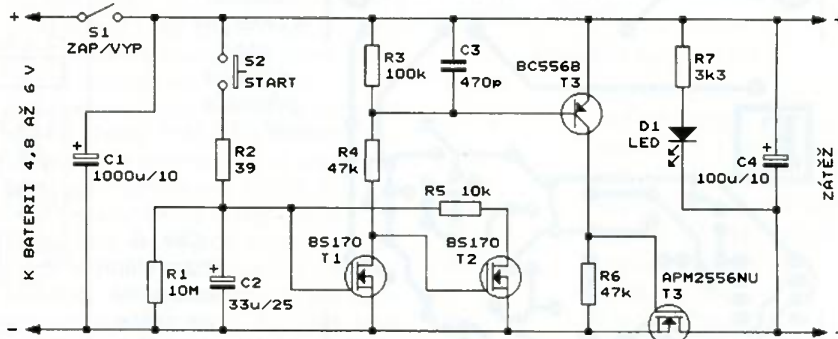 +
S1
ZAP/VYP
S2
START
R3
100k
C3
470p
BC556B
T3
R7
3k3
+
K BATERII 4,8 AŽ 6 V
+
C1
1000u/10
R2
39
R4
47k
D1
LED
+
C4
100u/10
ZÁTĚŽ
R5 10k
R1
10M
+
C2
33u/25
BS170
T1
BS170
T2
R6
47k
APM2556NU
T3
-
-